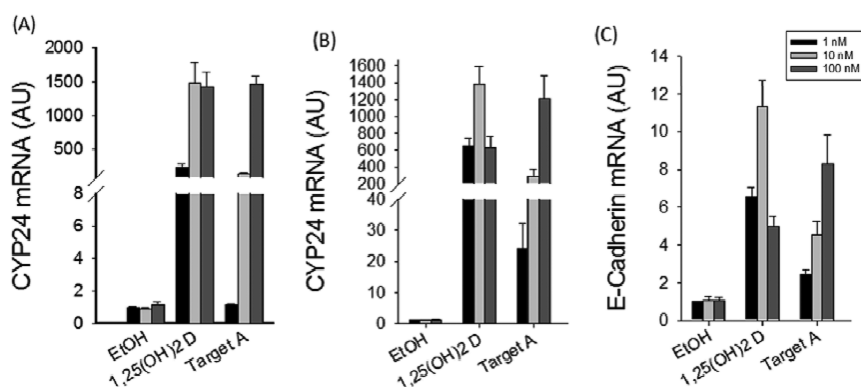 (A)
CYP24 mRNA (AU)
2000
1500
1000
500
8
6
4
2
0
EtOH
1,25(OH)2 D
Target A
(B)
CYP24 mRNA (AU)
1600
1400
1200
1000
800
600
400
200
40
30
20
10
0
EtOH
1,25(OH)2 D
Target A
(C)
E-Cadherin mRNA (AU)
14
12
10
8
6
4
2
0
EtOH
1,25(OH)2 D
Target A
1 nM
10 nM
100 nM